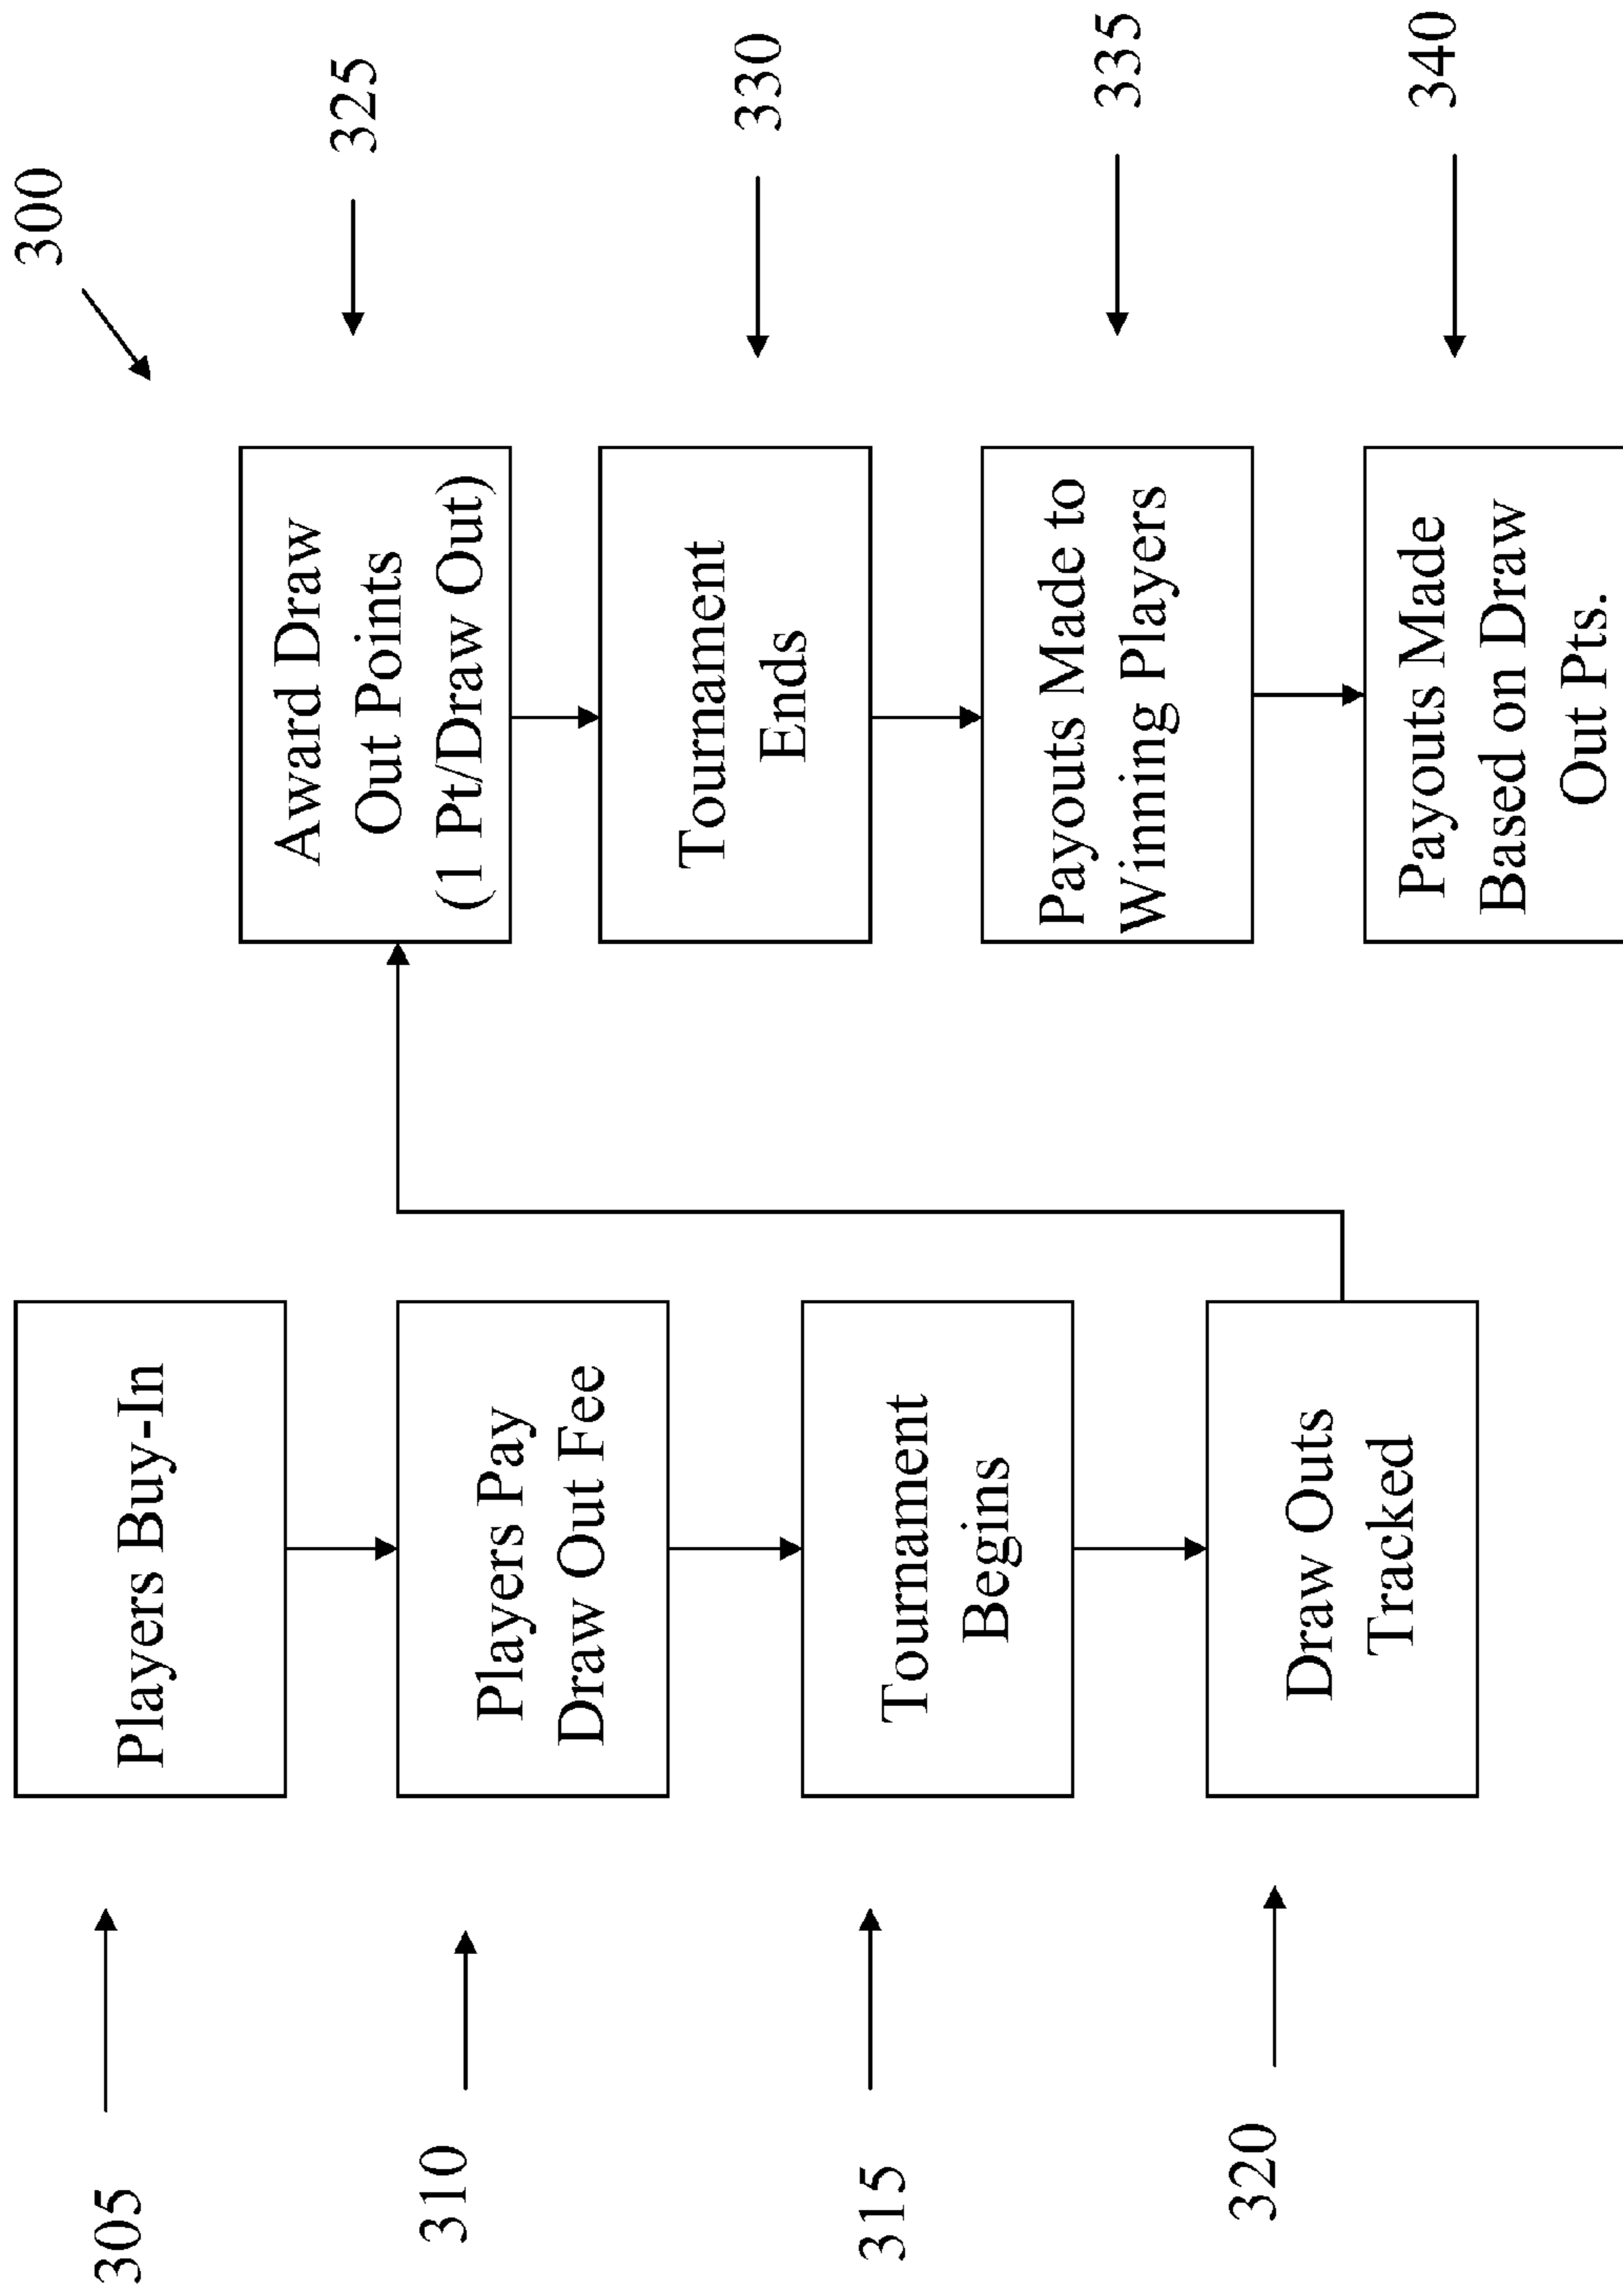 300
305
Players Buy-In
310
Players Pay
Draw Out Fee
315
Tournament
Begins
320
Draw Outs
Tracked
325
Award Draw
Out Points
(1 Pt/Draw Out)
330
Tournament
Ends
335
Payouts Made to
Winning Players
340
Payouts Made
Based on Draw
Out Pts.